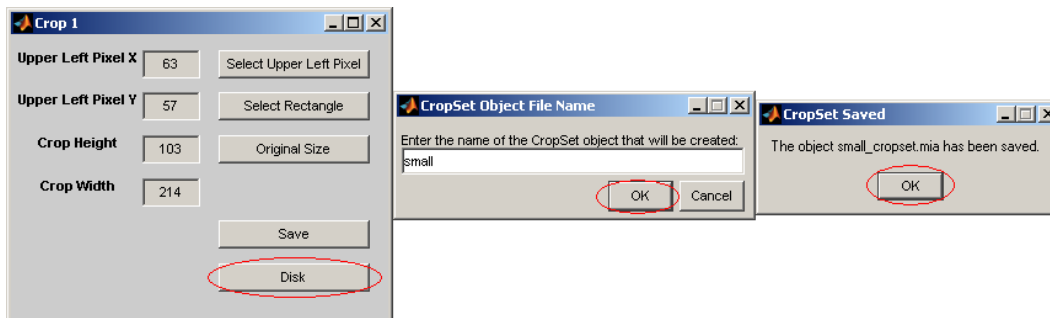 Crop 1
Upper Left Pixel X 63 Select Upper Left Pixel
Upper Left Pixel Y 57 Select Rectangle
Crop Height 103 Original Size
Crop Width 214
Save
Disk
CropSet Object File Name
Enter the name of the CropSet object that will be created:
small
OK Cancel
CropSet Saved
The object small_cropset.mia has been saved.
OK